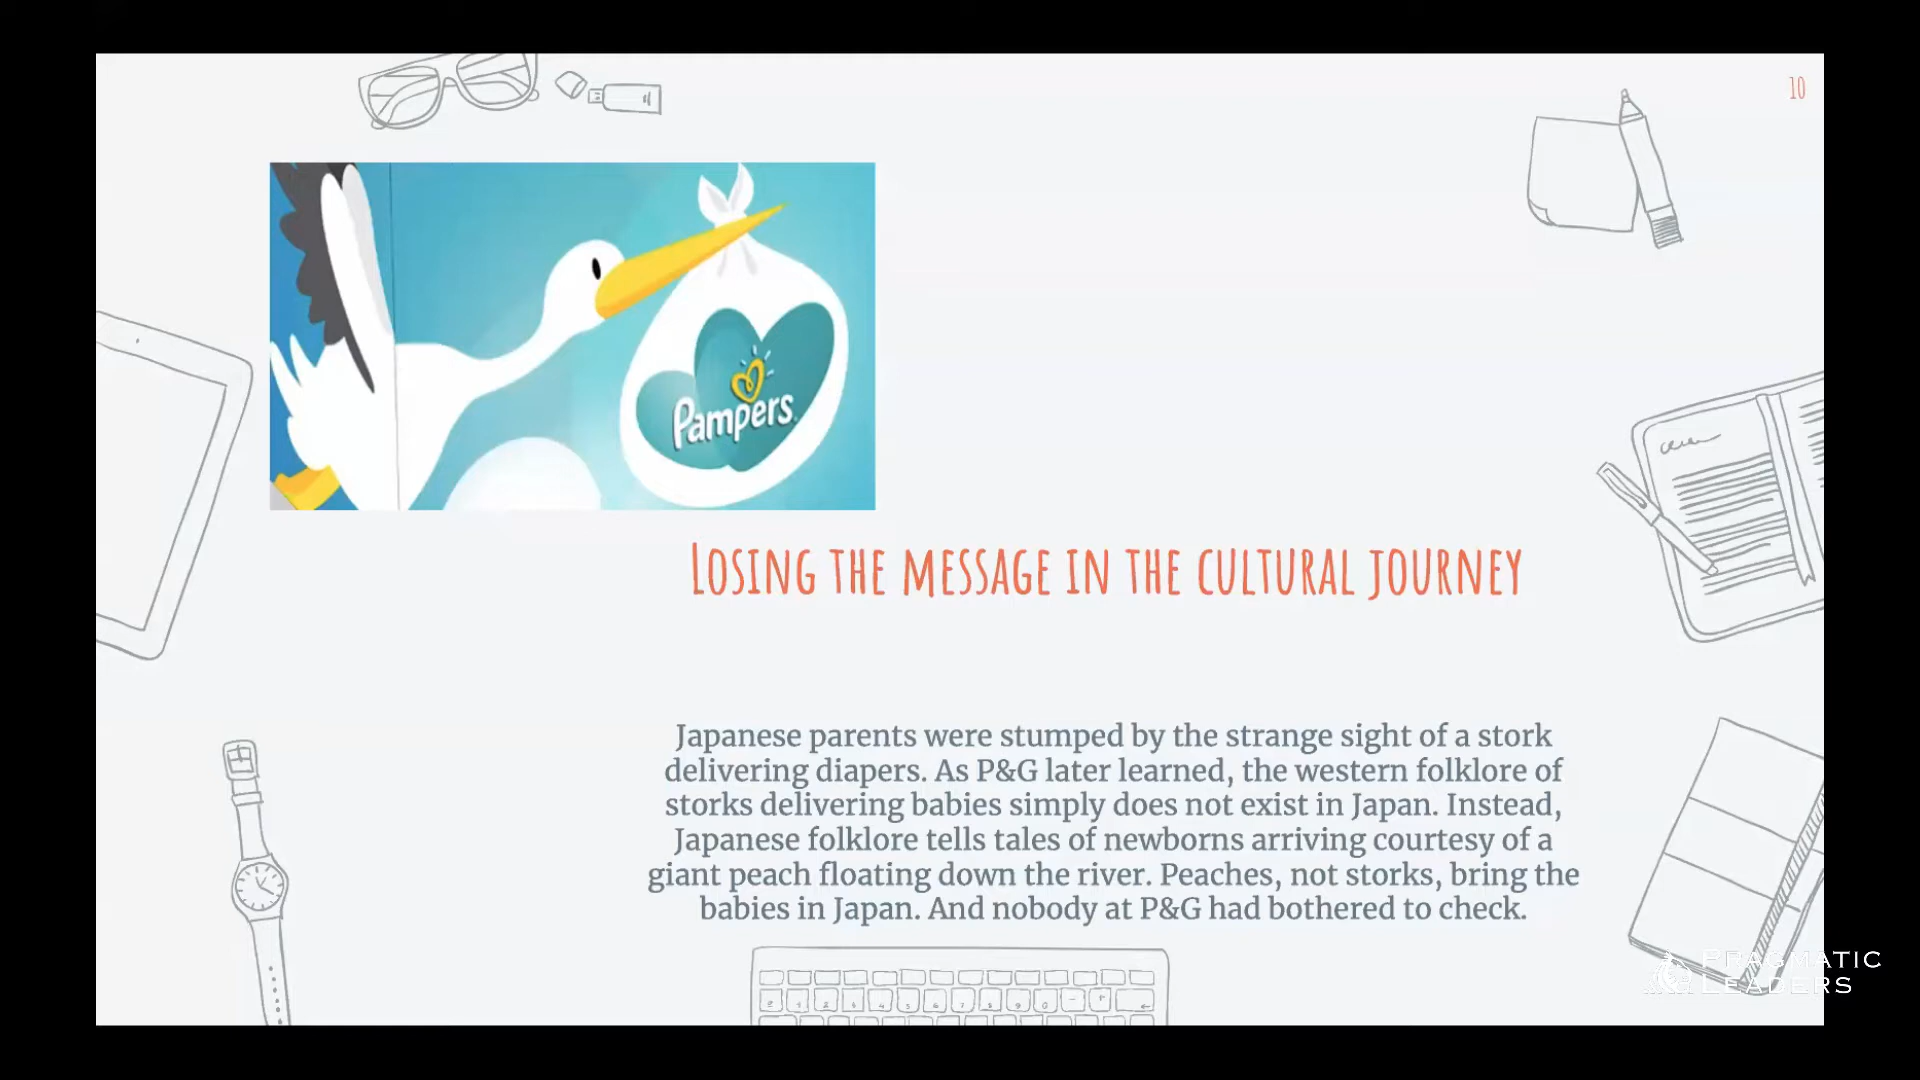 10
Pampers
Losing the message in the cultural journey
Japanese parents were stumped by the strange sight of a stork
delivering diapers. As P&G later learned, the western folklore of
storks delivering babies simply does not exist in Japan. Instead,
Japanese folklore tells tales of newborns arriving courtesy of a
giant peach floating down the river. Peaches, not storks, bring the
babies in Japan. And nobody at P&G had bothered to check.
PRAGMATIC
LEADERS